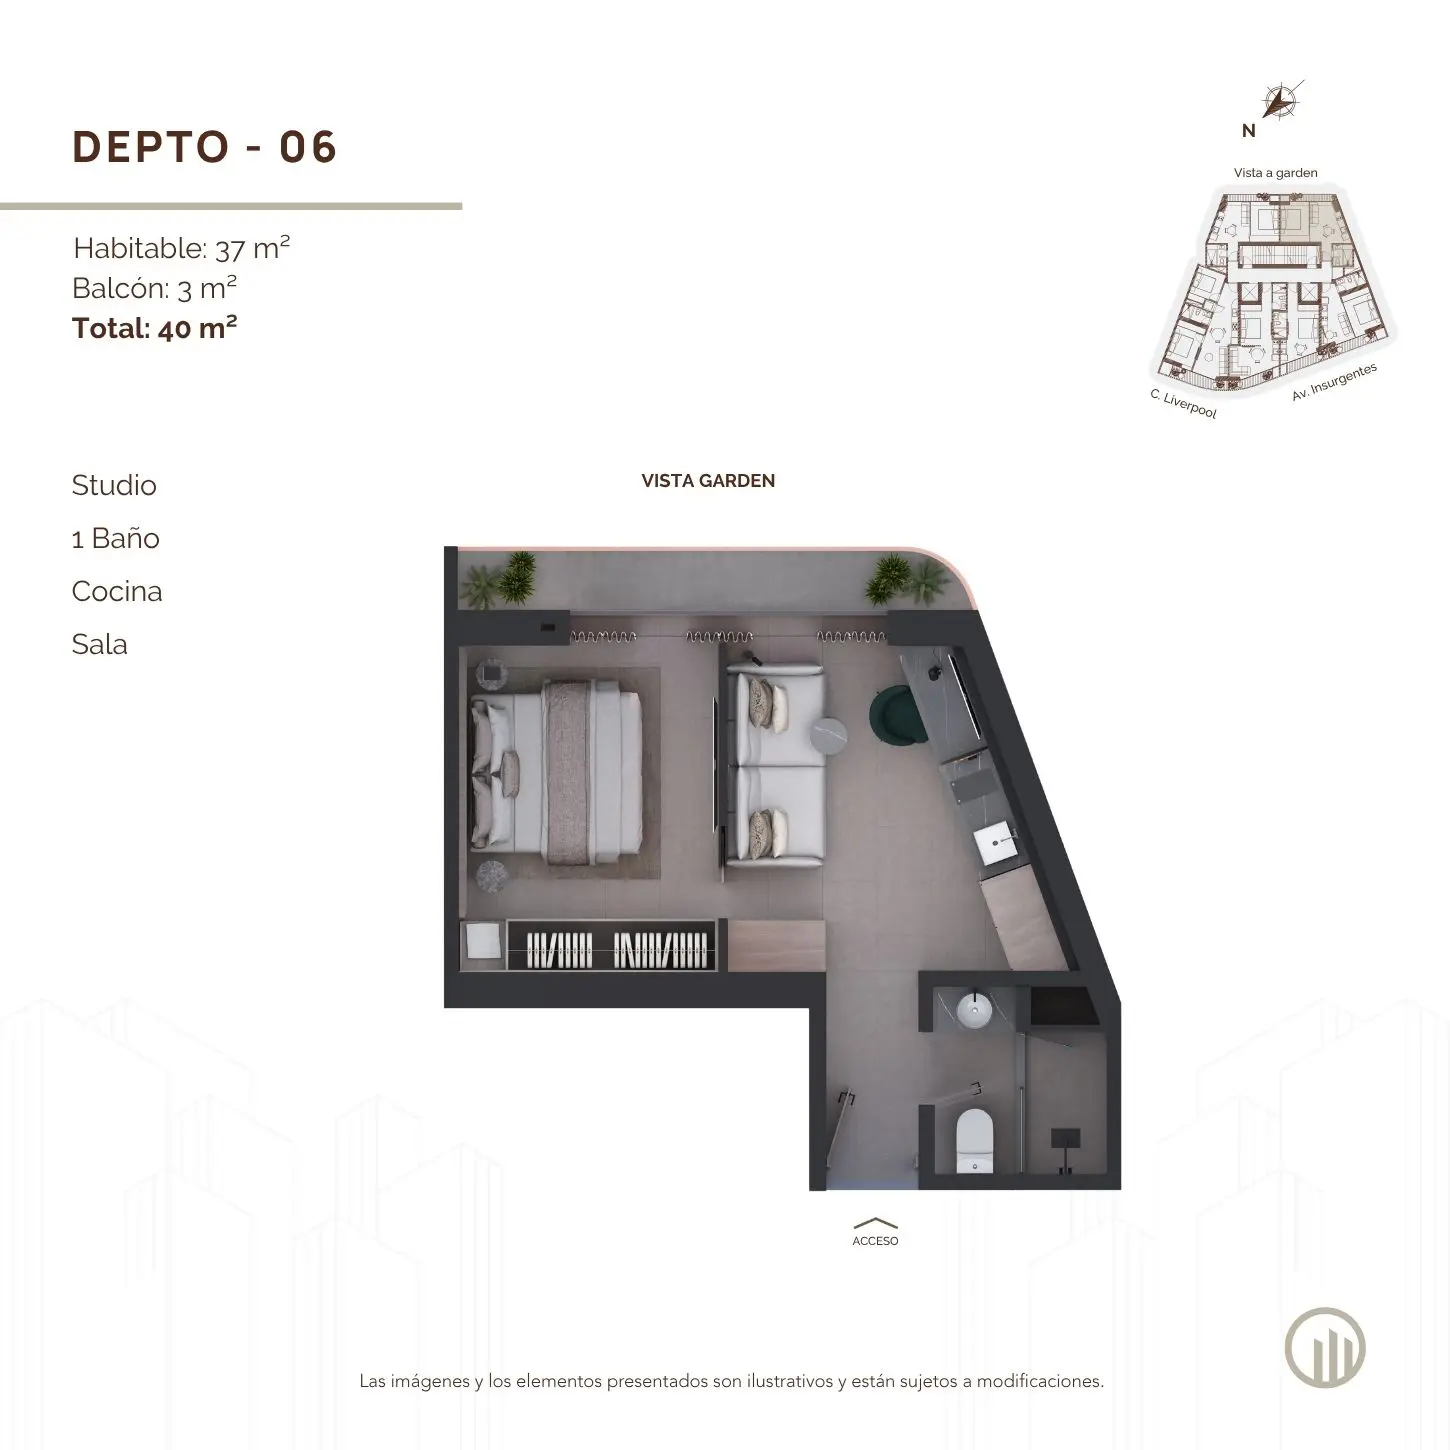 DEPTO - 06
Habitable: 37 m²
Balcón: 3 m²
Total: 40 m²
Studio
1 Baño
Cocina
Sala
N
Vista a garden
C. Liverpool
Av. Insurgentes
VISTA GARDEN
ACCESO
Las imágenes y los elementos presentados son ilustrativos y están sujetos a modificaciones.